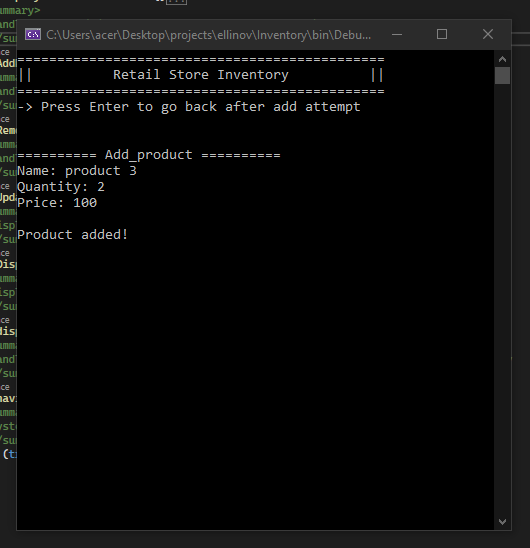 ummary>
C:\Users\acer\Desktop\projects\ellinov\Inventory\bin\Debu...
==============================================
||          Retail Store Inventory          ||
==============================================
-> Press Enter to go back after add attempt
========== Add_product ==========
Name: product 3
Quantity: 2
Price: 100
Product added!